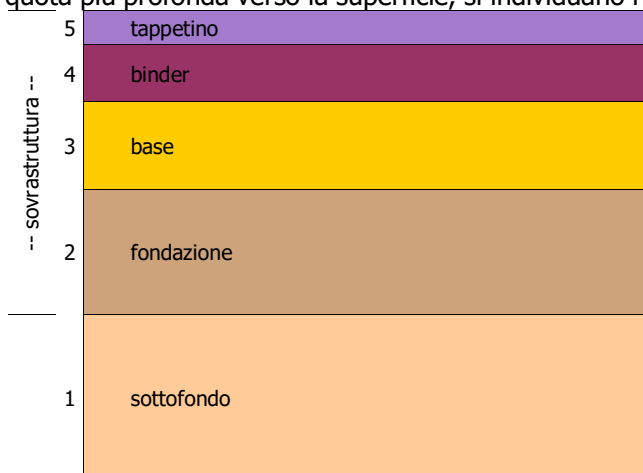 quota più profonda verso la superficie, si individuano
5 tappetino
4 binder
-- sovrastruttura --
3 base
2 fondazione
1 sottofondo